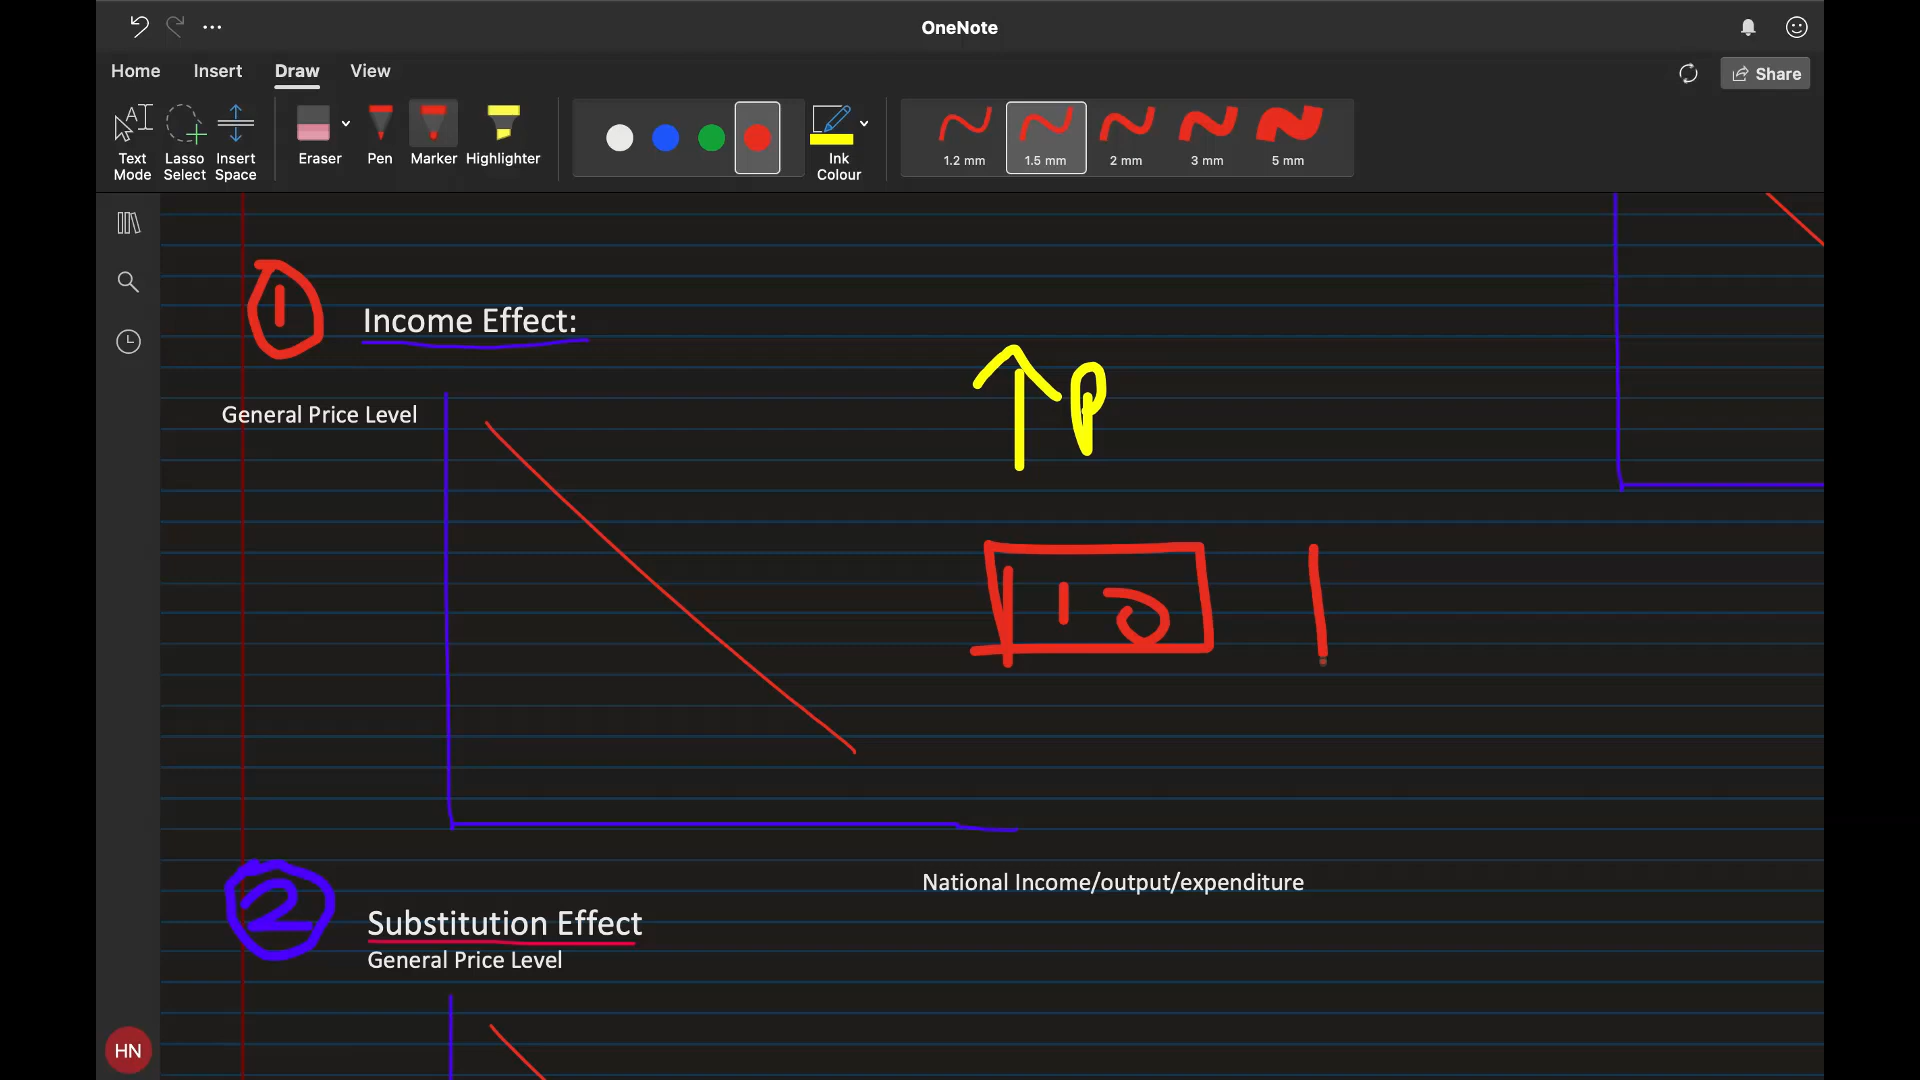 OneNote
Home Insert Draw View
Share
Text Mode
Lasso Select
Insert Space
Eraser
Pen
Marker
Highlighter
Ink Colour
1.2 mm
1.5 mm
2 mm
3 mm
5 mm
1 Income Effect:
General Price Level
↑ P
10
National Income/output/expenditure
2 Substitution Effect
General Price Level
HN